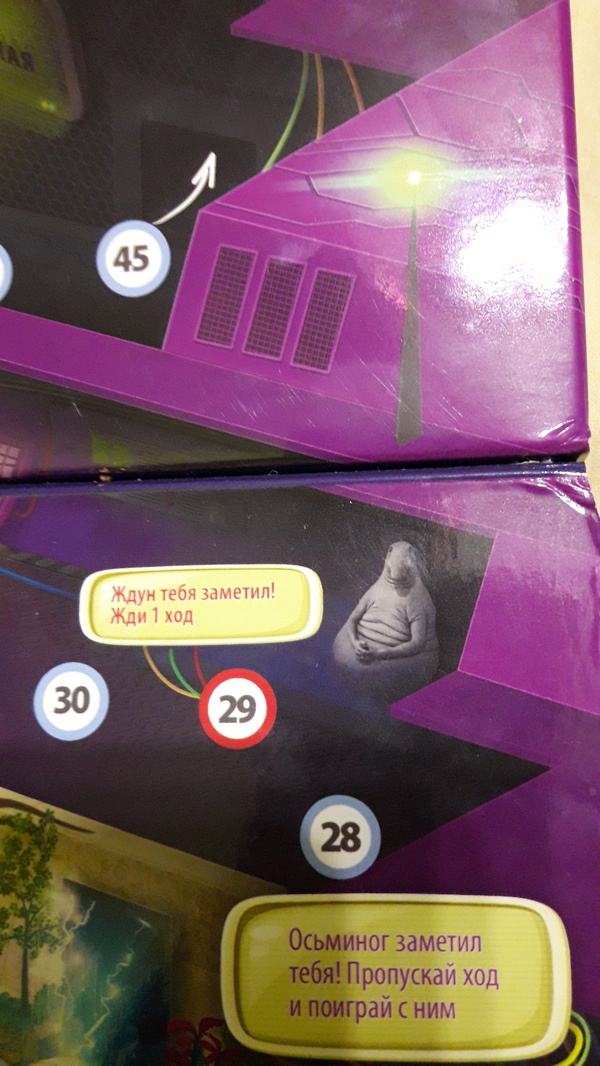 45
Ждун тебя заметил!
Жди 1 ход
30
29
28
Осьминог заметил
тебя! Пропускай ход
и поиграй с ним